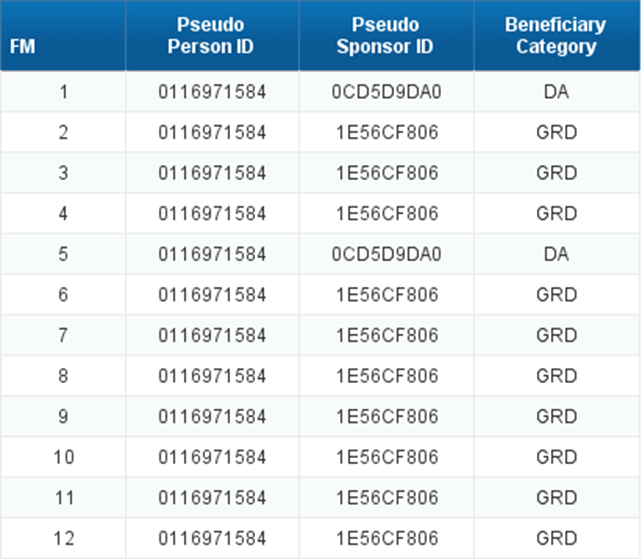 FM Pseudo Person ID Pseudo Sponsor ID Beneficiary Category
1 0116971584 0CD5D9DA0 DA
2 0116971584 1E56CF806 GRD
3 0116971584 1E56CF806 GRD
4 0116971584 1E56CF806 GRD
5 0116971584 0CD5D9DA0 DA
6 0116971584 1E56CF806 GRD
7 0116971584 1E56CF806 GRD
8 0116971584 1E56CF806 GRD
9 0116971584 1E56CF806 GRD
10 0116971584 1E56CF806 GRD
11 0116971584 1E56CF806 GRD
12 0116971584 1E56CF806 GRD